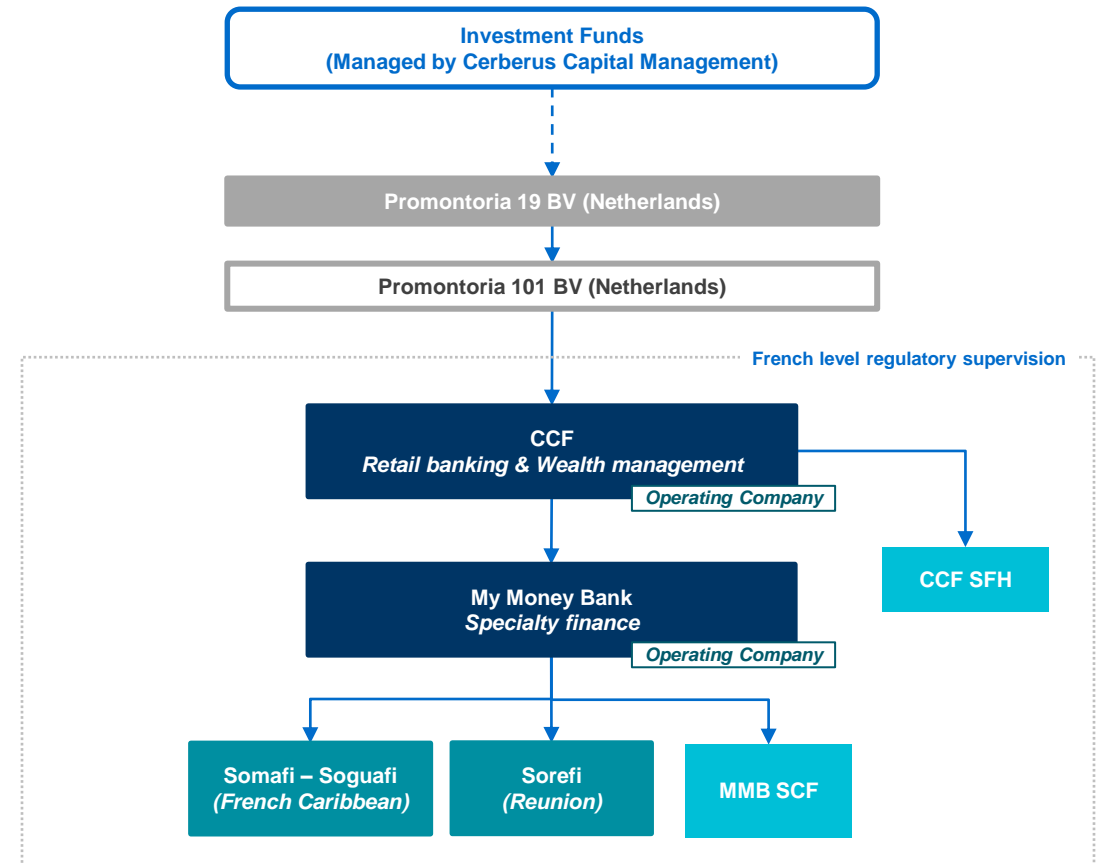 Investment Funds
(Managed by Cerberus Capital Management)
Promontoria 19 BV (Netherlands)
Promontoria 101 BV (Netherlands)
French level regulatory supervision
CCF
Retail banking & Wealth management
Operating Company
CCF SFH
My Money Bank
Specialty finance
Operating Company
Somafi – Soguafi
(French Caribbean)
Sorefi
(Reunion)
MMB SCF